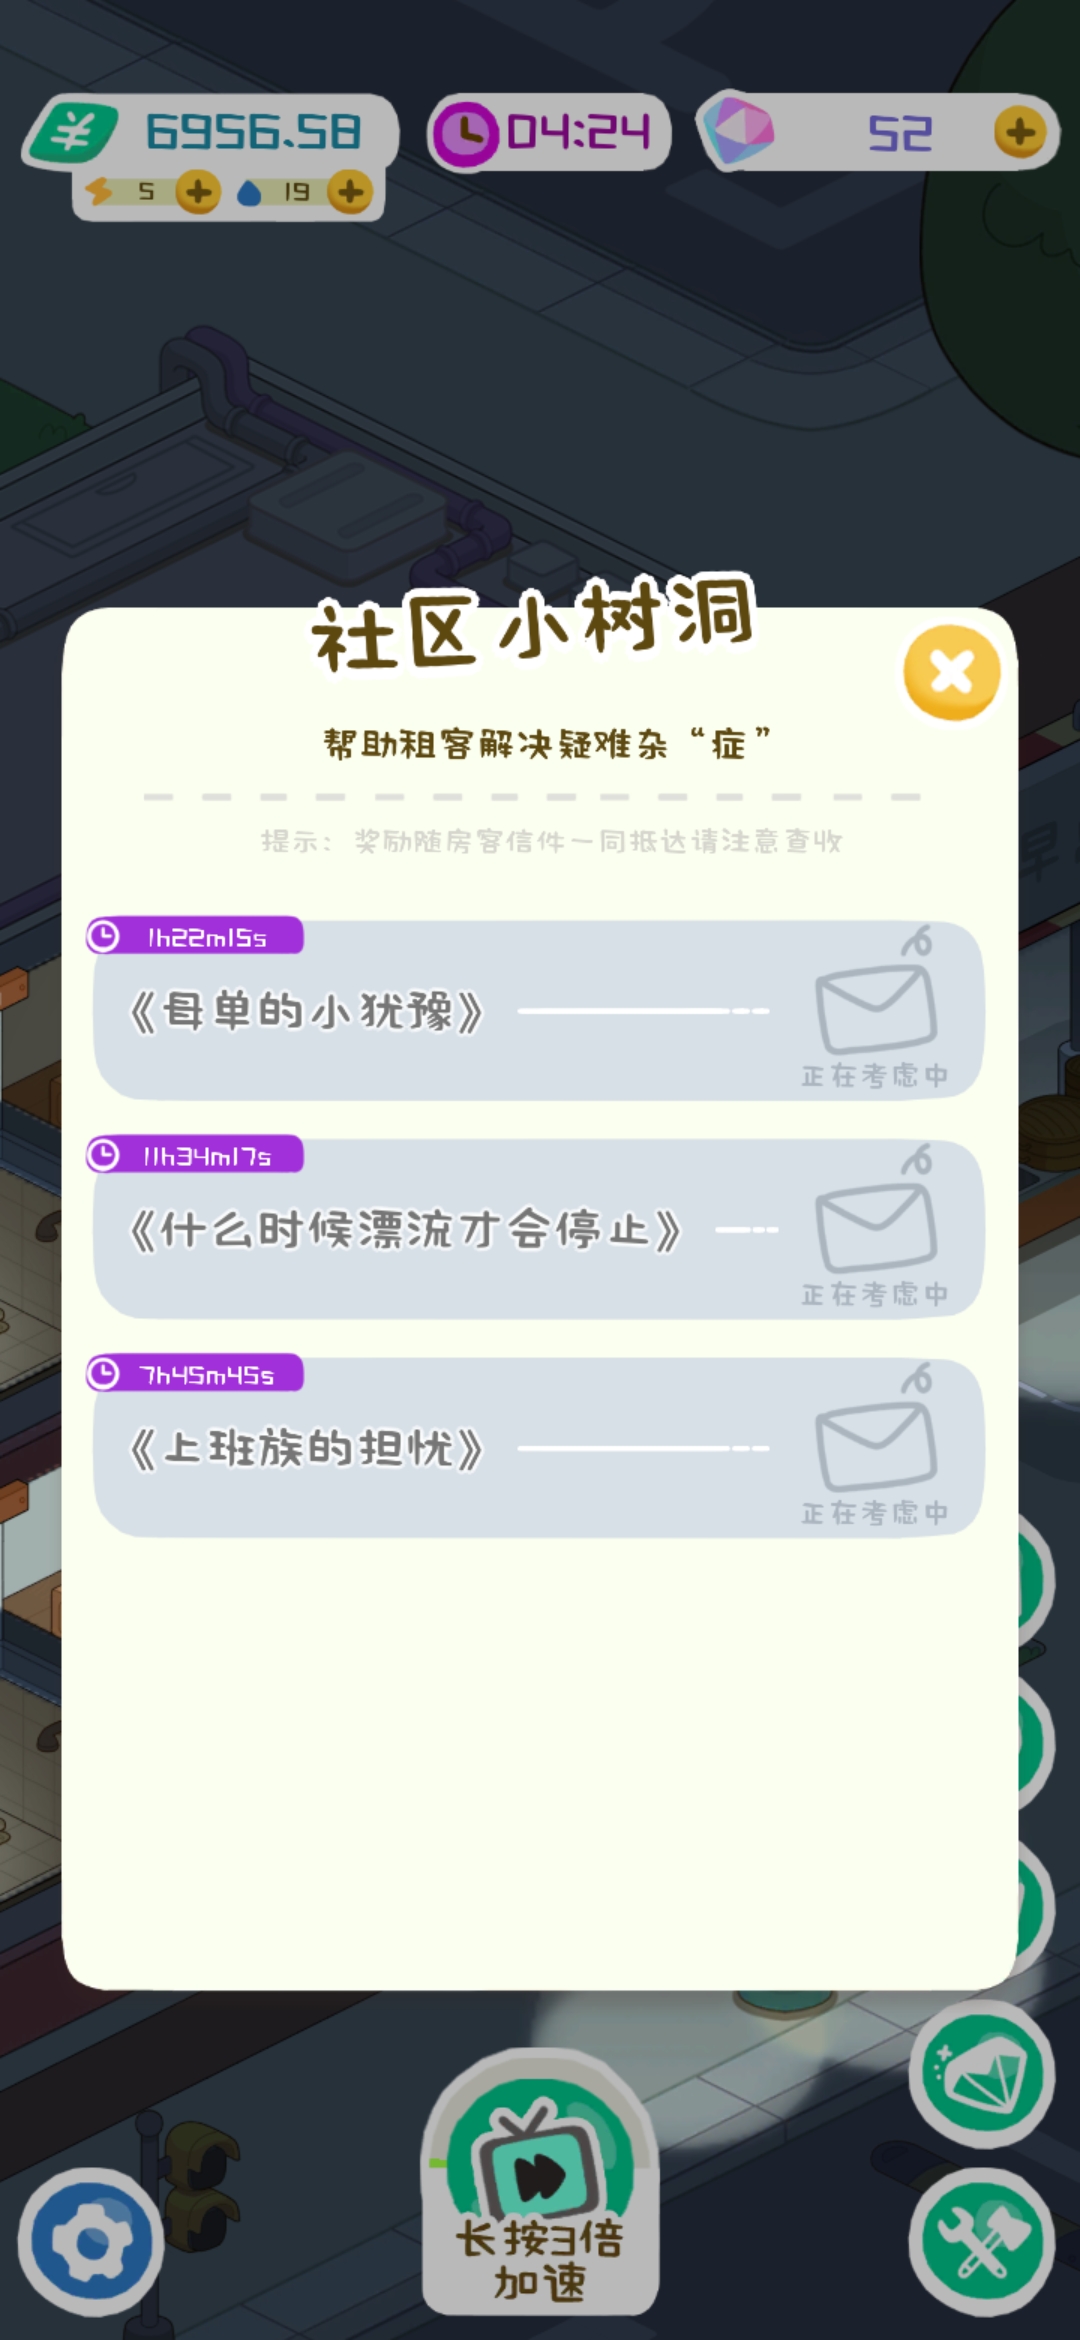 6956.58
04:24
52
5
19
社区小树洞
帮助租客解决疑难杂“症”
提示：奖励随房客信件一同抵达请注意查收
1h22m15s
《母单的小犹豫》
正在考虑中
11h34m17s
《什么时候漂流才会停止》
正在考虑中
7h45m45s
《上班族的担忧》
正在考虑中
早
长按3倍
加速